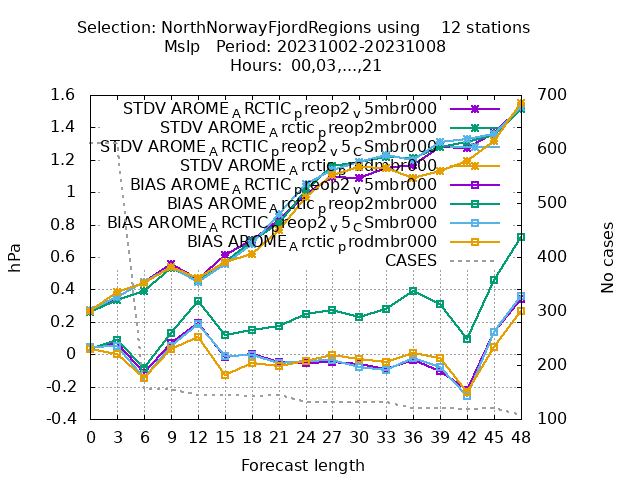 Selection: NorthNorwayFjordRegions using 12 stations
Mslp Period: 20231002-20231008
Hours: 00,03,...,21
1.6
1.4
1.2
1
0.8
0.6
0.4
0.2
0
-0.2
-0.4
hPa
STDV AROME_ARCTIC_preop2_v5mbr000
STDV AROME_Arctic_preop2mbr000
STDV AROME_ARCTIC_preop2_v5_CSmbr000
STDV AROME_Arctic_prodmbr000
BIAS AROME_ARCTIC_preop2_v5mbr000
BIAS AROME_Arctic_preop2mbr000
BIAS AROME_ARCTIC_preop2_v5_CSmbr000
BIAS AROME_Arctic_prodmbr000
CASES
700
600
500
400
300
200
100
No cases
0 3 6 9 12 15 18 21 24 27 30 33 36 39 42 45 48
Forecast length